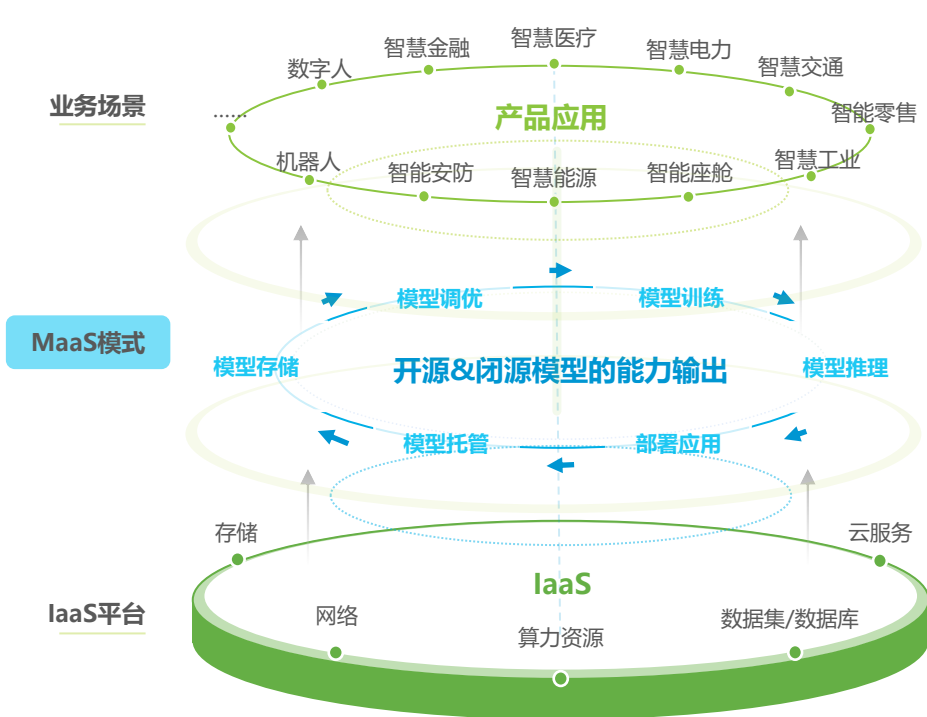 智慧医疗
智慧金融
智慧电力
数字人
智慧交通
业务场景
……
产品应用
智能零售
机器人
智能安防
智慧能源
智能座舱
智慧工业
模型调优
模型训练
MaaS模式
模型存储
开源&闭源模型的能力输出
模型推理
模型托管
部署应用
存储
云服务
IaaS
IaaS平台
网络
算力资源
数据集/数据库